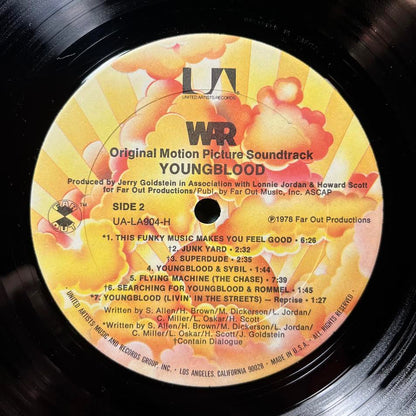 UA
UNITED ARTISTS RECORDS
WAR
Original Motion Picture Soundtrack
YOUNGBLOOD
Produced by Jerry Goldstein in Association with Lonnie Jordan & Howard Scott
for Far Out Productions/Publ. by Far Out Music, Inc. ASCAP
FAR OUT
TM
SIDE 2
UA-LA904-H
℗1978 Far Out Productions
*1. THIS FUNKY MUSIC MAKES YOU FEEL GOOD • 6:26
†2. JUNK YARD • 2:32
†3. SUPERDUDE • 2:35
4. YOUNGBLOOD & SYBIL • 1:44
5. FLYING MACHINE (THE CHASE) • 7:39
†6. SEARCHING FOR YOUNGBLOOD & ROMMEL • 1:44
*7. YOUNGBLOOD (LIVIN' IN THE STREETS) — Reprise • 1:27
Written by S. Allen/H. Brown/M. Dickerson/L. Jordan/
C. Miller/L. Oskar/H. Scott
*Written by S. Allen/H. Brown/M. Dickerson/L. Jordan/
C. Miller/L. Oskar/H. Scott/J. Goldstein
†Contain Dialogue
UNITED ARTISTS MUSIC AND RECORDS GROUP, INC. • LOS ANGELES, CALIFORNIA 90028 • MADE IN U.S.A. • ALL RIGHTS RESERVED